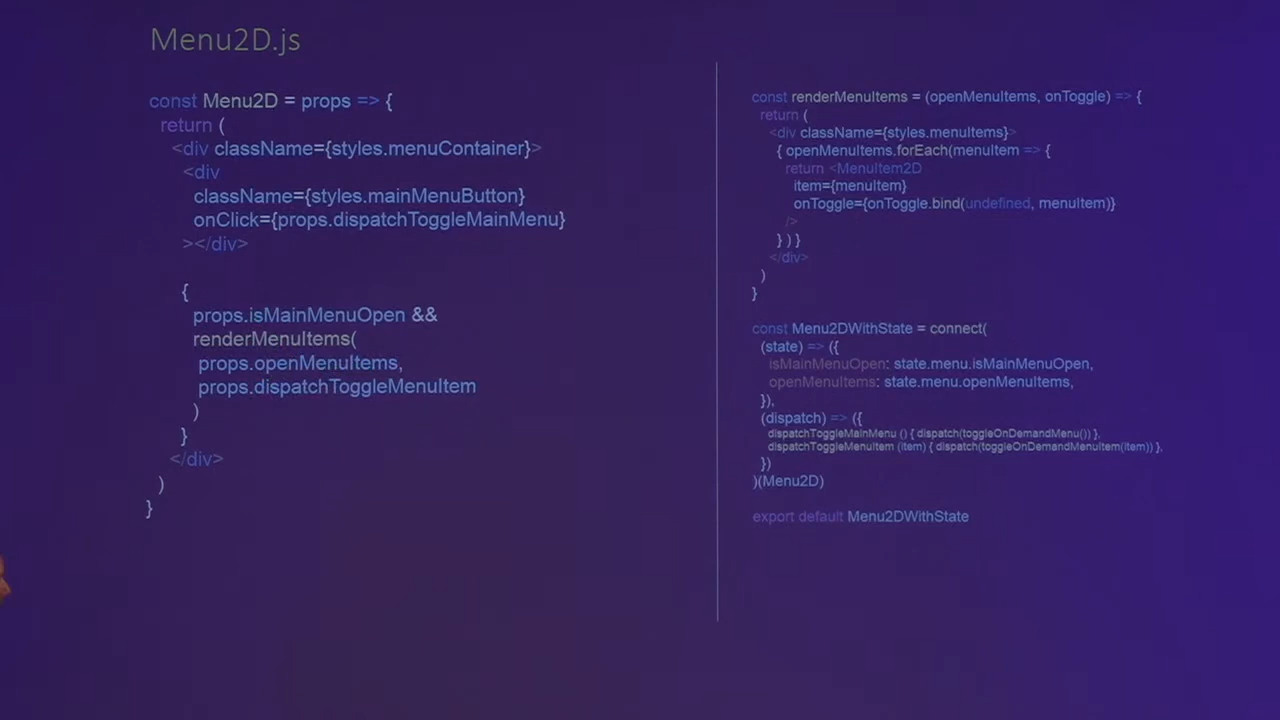 Menu2D.js
const Menu2D = props => {
return (
<div className={styles.menuContainer}>
<div
className={styles.mainMenuButton}
onClick={props.dispatchToggleMainMenu}
></div>
{
props.isMainMenuOpen &&
renderMenuItems(
props.openMenuItems,
props.dispatchToggleMenuItem
)
}
</div>
)
}
const renderMenuItems = (openMenuItems, onToggle) => {
return (
<div className={styles.menuItems}>
{ openMenuItems.forEach(menuItem => {
return <MenuItem2D
item={menuItem}
onToggle={onToggle.bind(undefined, menuItem)}
/>
} ) }
</div>
)
}
const Menu2DWithState = connect(
(state) => ({
isMainMenuOpen: state.menu.isMainMenuOpen,
openMenuItems: state.menu.openMenuItems,
}),
(dispatch) => ({
dispatchToggleMainMenu () { dispatch(toggleOnDemandMenu()) },
dispatchToggleMenuItem (item) { dispatch(toggleOnDemandMenuItem(item)) },
})
)(Menu2D)
export default Menu2DWithState